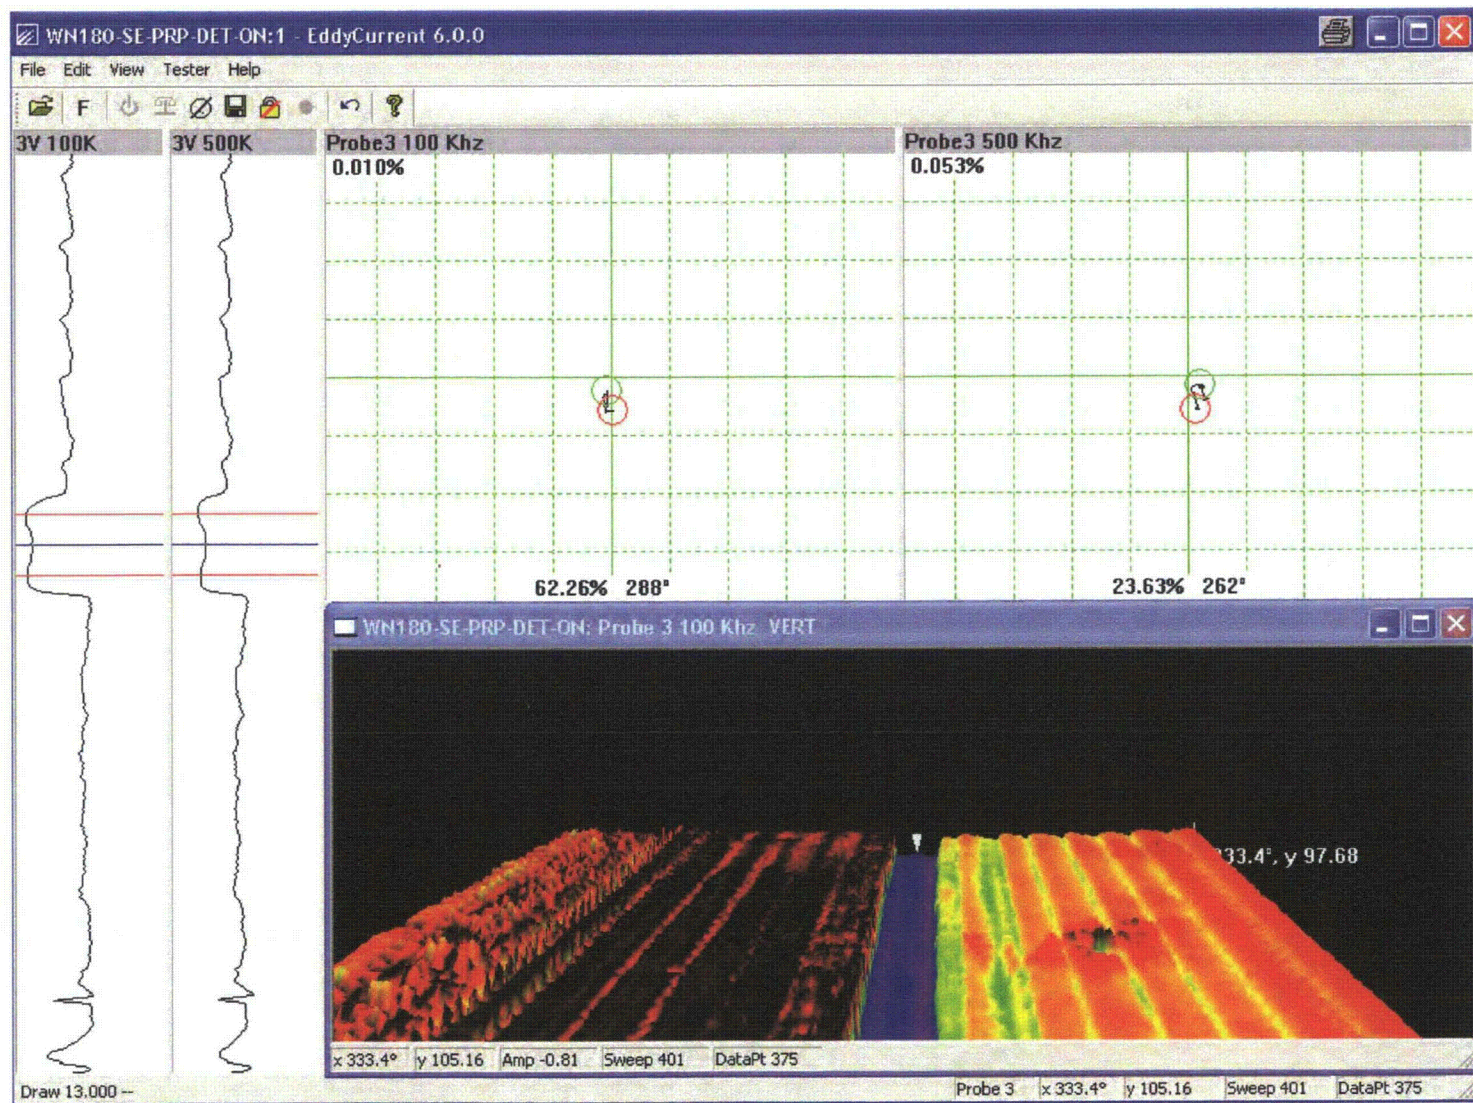 WN180-SE-PRP-DET-ON:1 - EddyCurrent 6.0.0
File Edit View Tester Help
F
3V 100K
3V 500K
Probe3 100 Khz
0.010%
62.26% 288°
Probe3 500 Khz
0.053%
23.63% 262°
WN180-SE-PRP-DET-ON: Probe 3 100 Khz VERT
33.4°, y 97.68
x 333.4° y 105.16 Amp -0.81 Sweep 401 DataPt 375
Draw 13.000 -- Probe 3 x 333.4° y 105.16 Sweep 401 DataPt 375